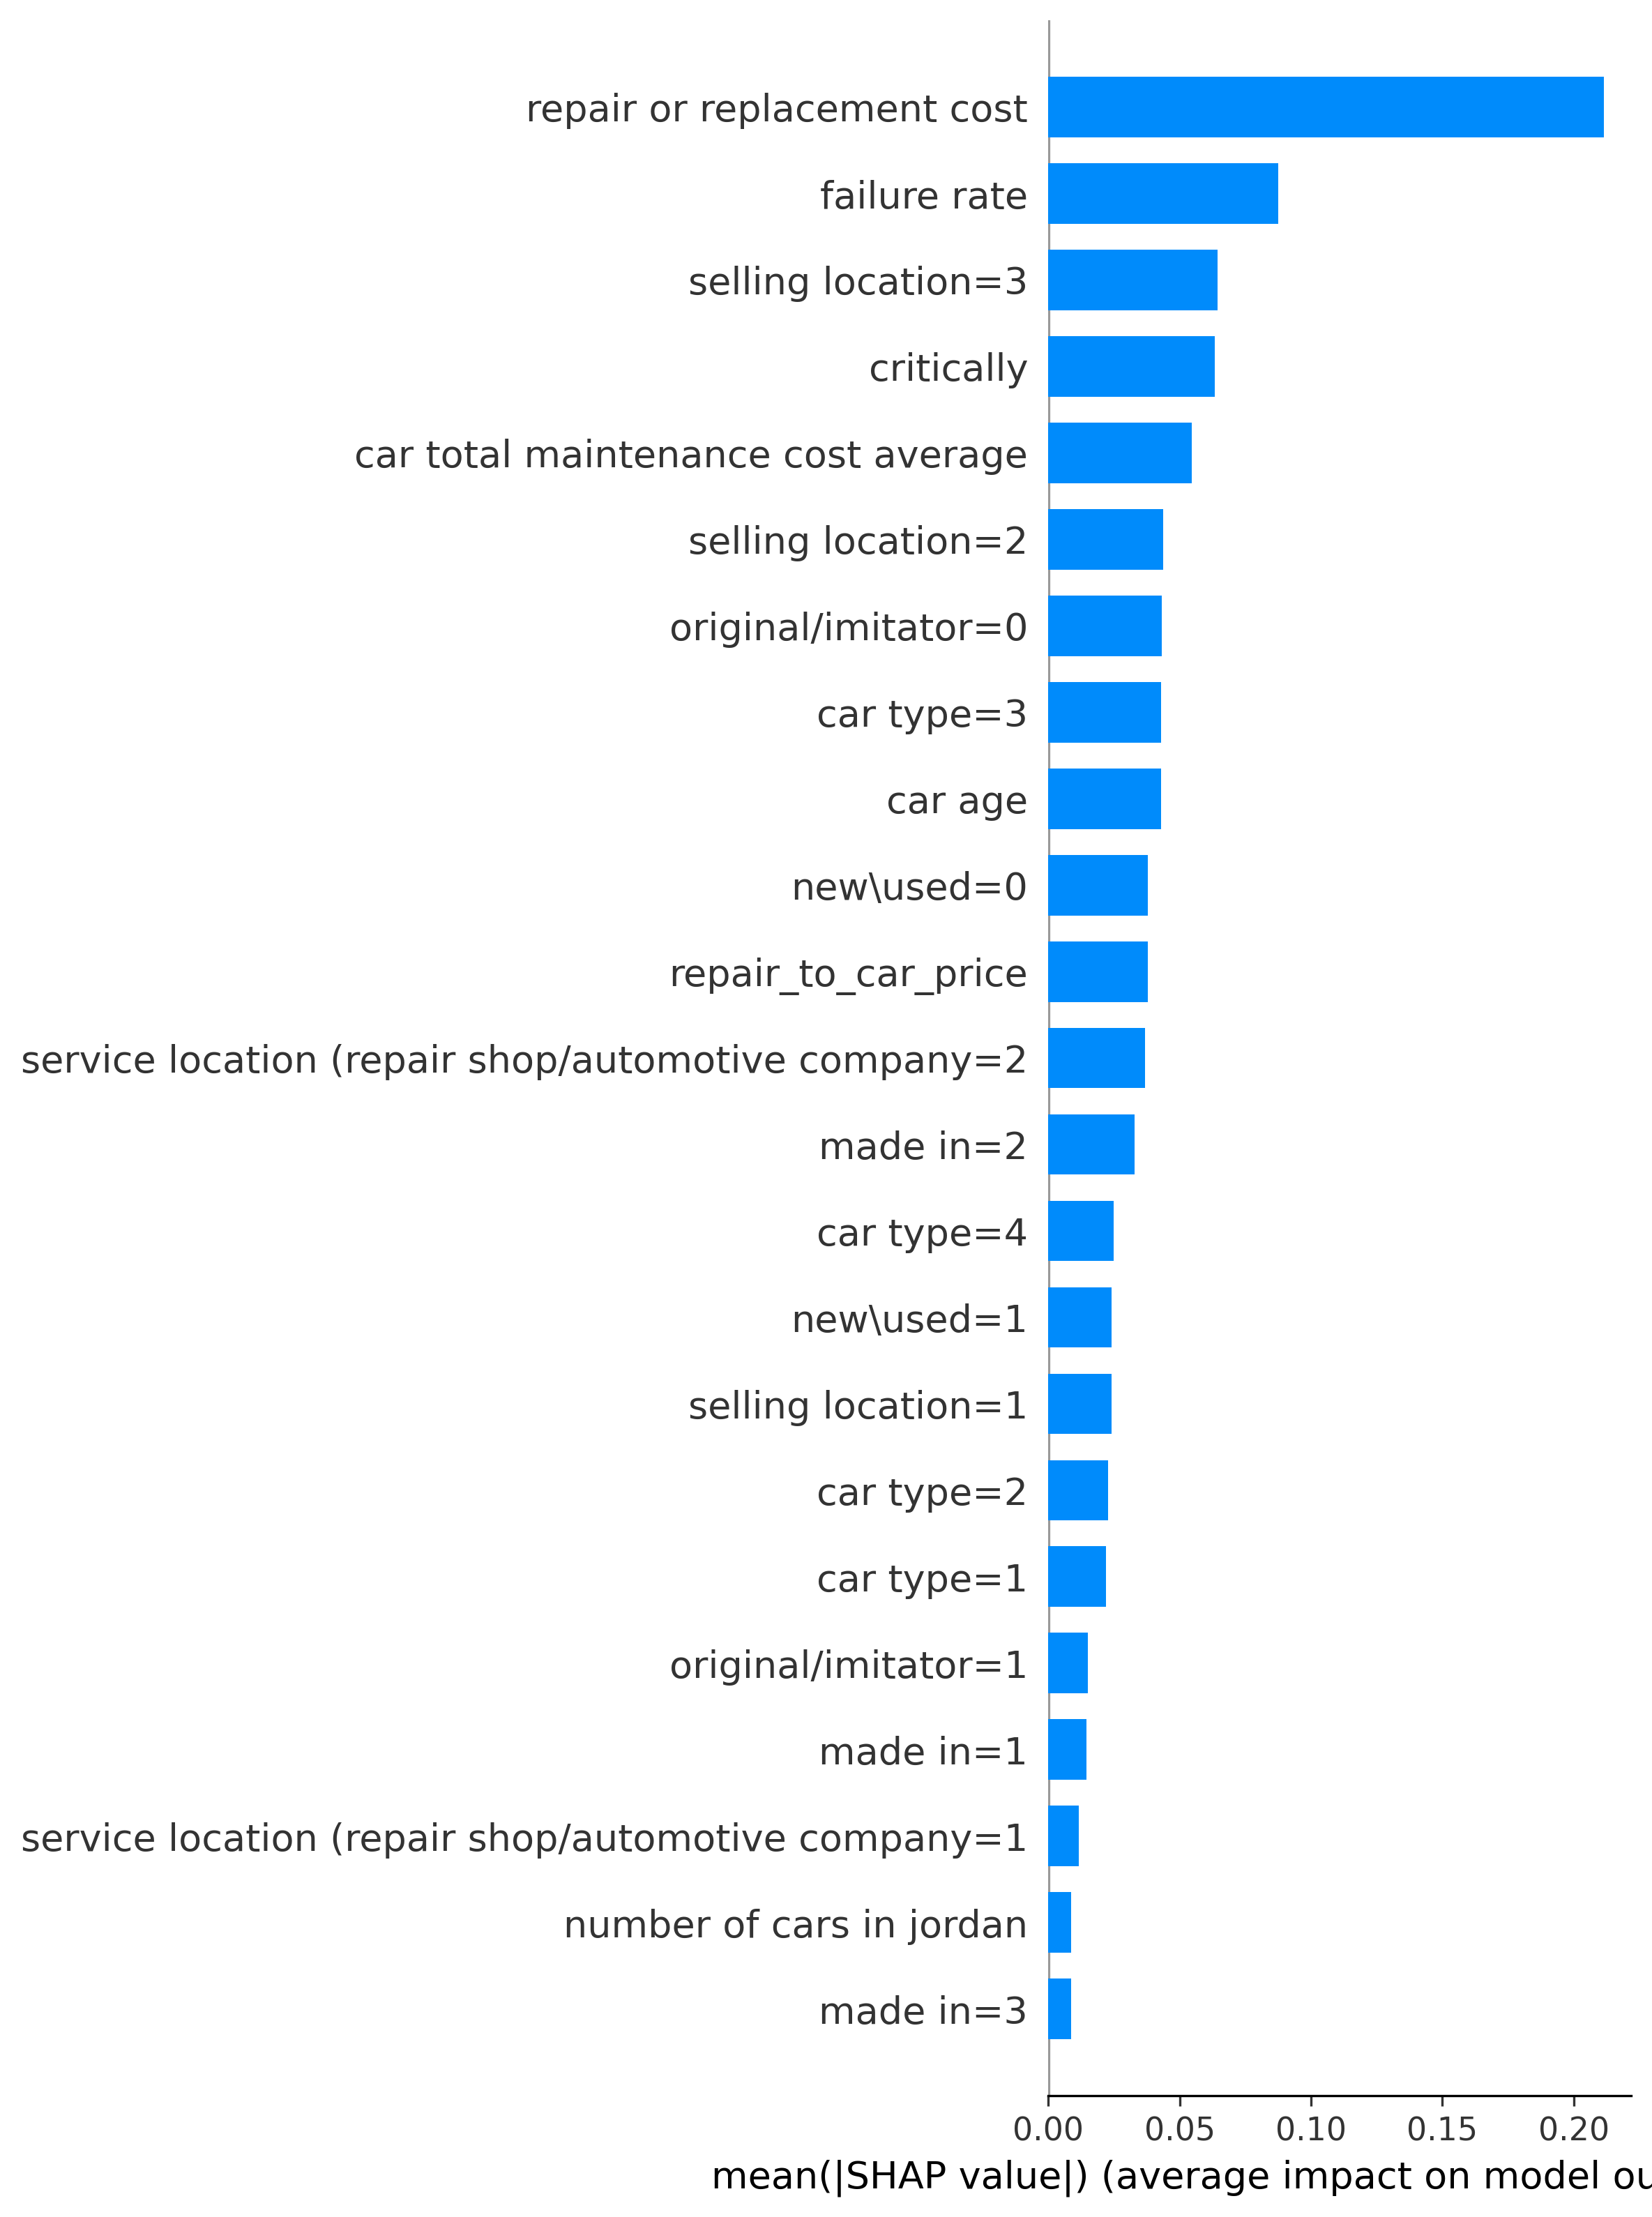 repair or replacement cost
failure rate
selling location=3
critically
car total maintenance cost average
selling location=2
original/imitator=0
car type=3
car age
new\used=0
repair_to_car_price
service location (repair shop/automotive company=2
made in=2
car type=4
new\used=1
selling location=1
car type=2
car type=1
original/imitator=1
made in=1
service location (repair shop/automotive company=1
number of cars in jordan
made in=3
0.00 0.05 0.10 0.15 0.20
mean(|SHAP value|) (average impact on model ou